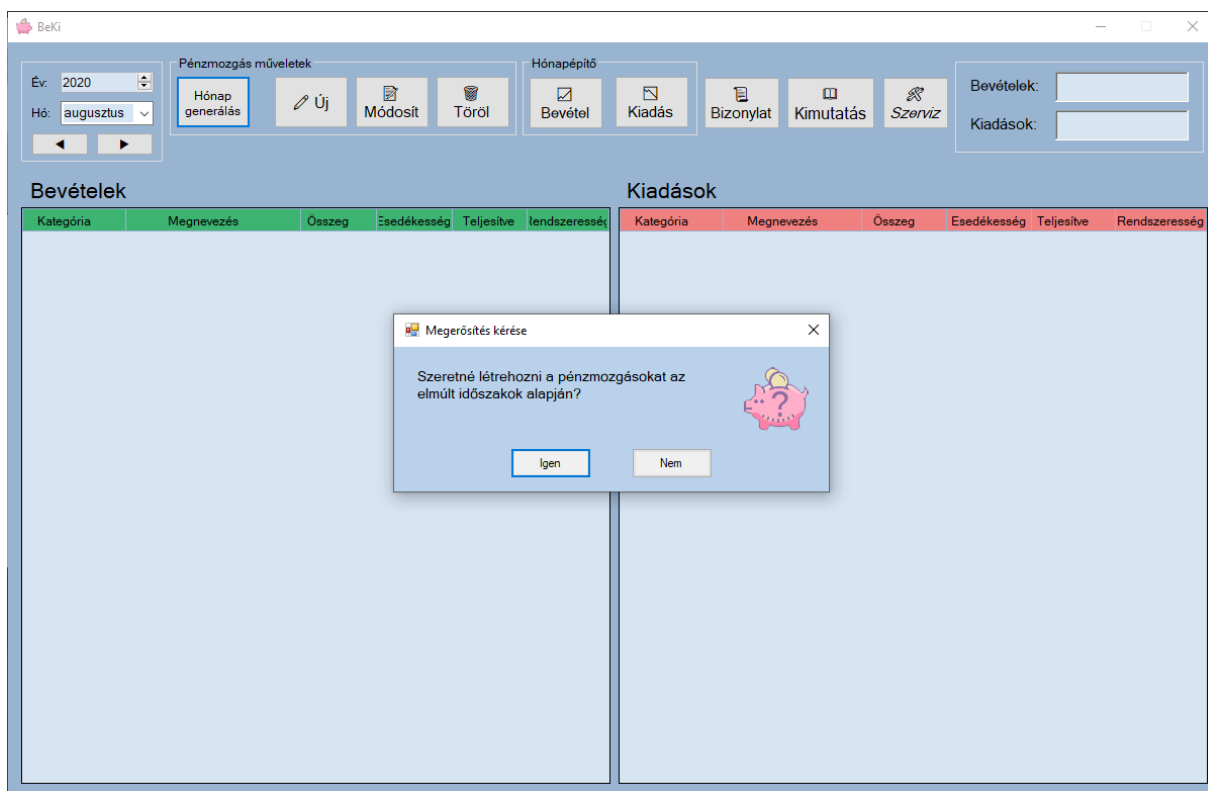 BeKi
Év: 2020
Hó: augusztus
Pénzmozgás műveletek
Hónap
generálás
Új
Módosít
Töröl
Hónapépítő
Bevétel
Kiadás
Bizonylat
Kimutatás
Szerviz
Bevételek:
Kiadások:
Bevételek
Kategória Megnevezés Összeg Esedékesség Teljesítve Rendszeresség
Kiadások
Kategória Megnevezés Összeg Esedékesség Teljesítve Rendszeresség
Megerősítés kérése
Szeretné létrehozni a pénzmozgásokat az
elmúlt időszakok alapján?
?
Igen
Nem